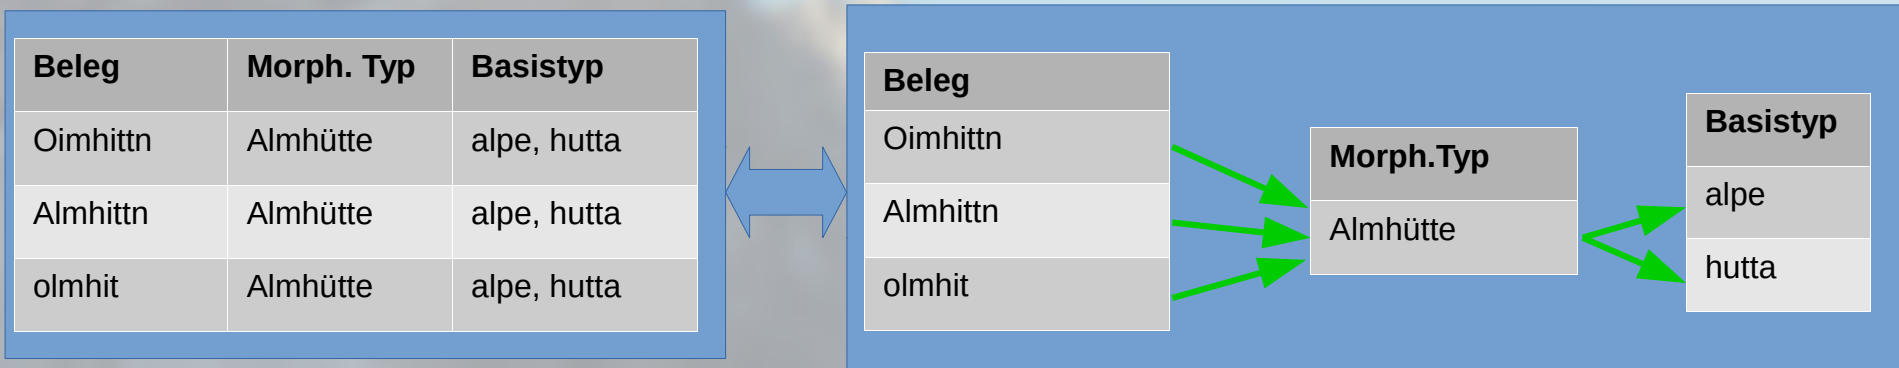 Beleg Morph. Typ Basistyp
Oimhittn Almhütte alpe, hutta
Almhittn Almhütte alpe, hutta
olmhit Almhütte alpe, hutta
Beleg
Oimhittn
Almhittn
olmhit
Morph.Typ
Almhütte
Basistyp
alpe
hutta